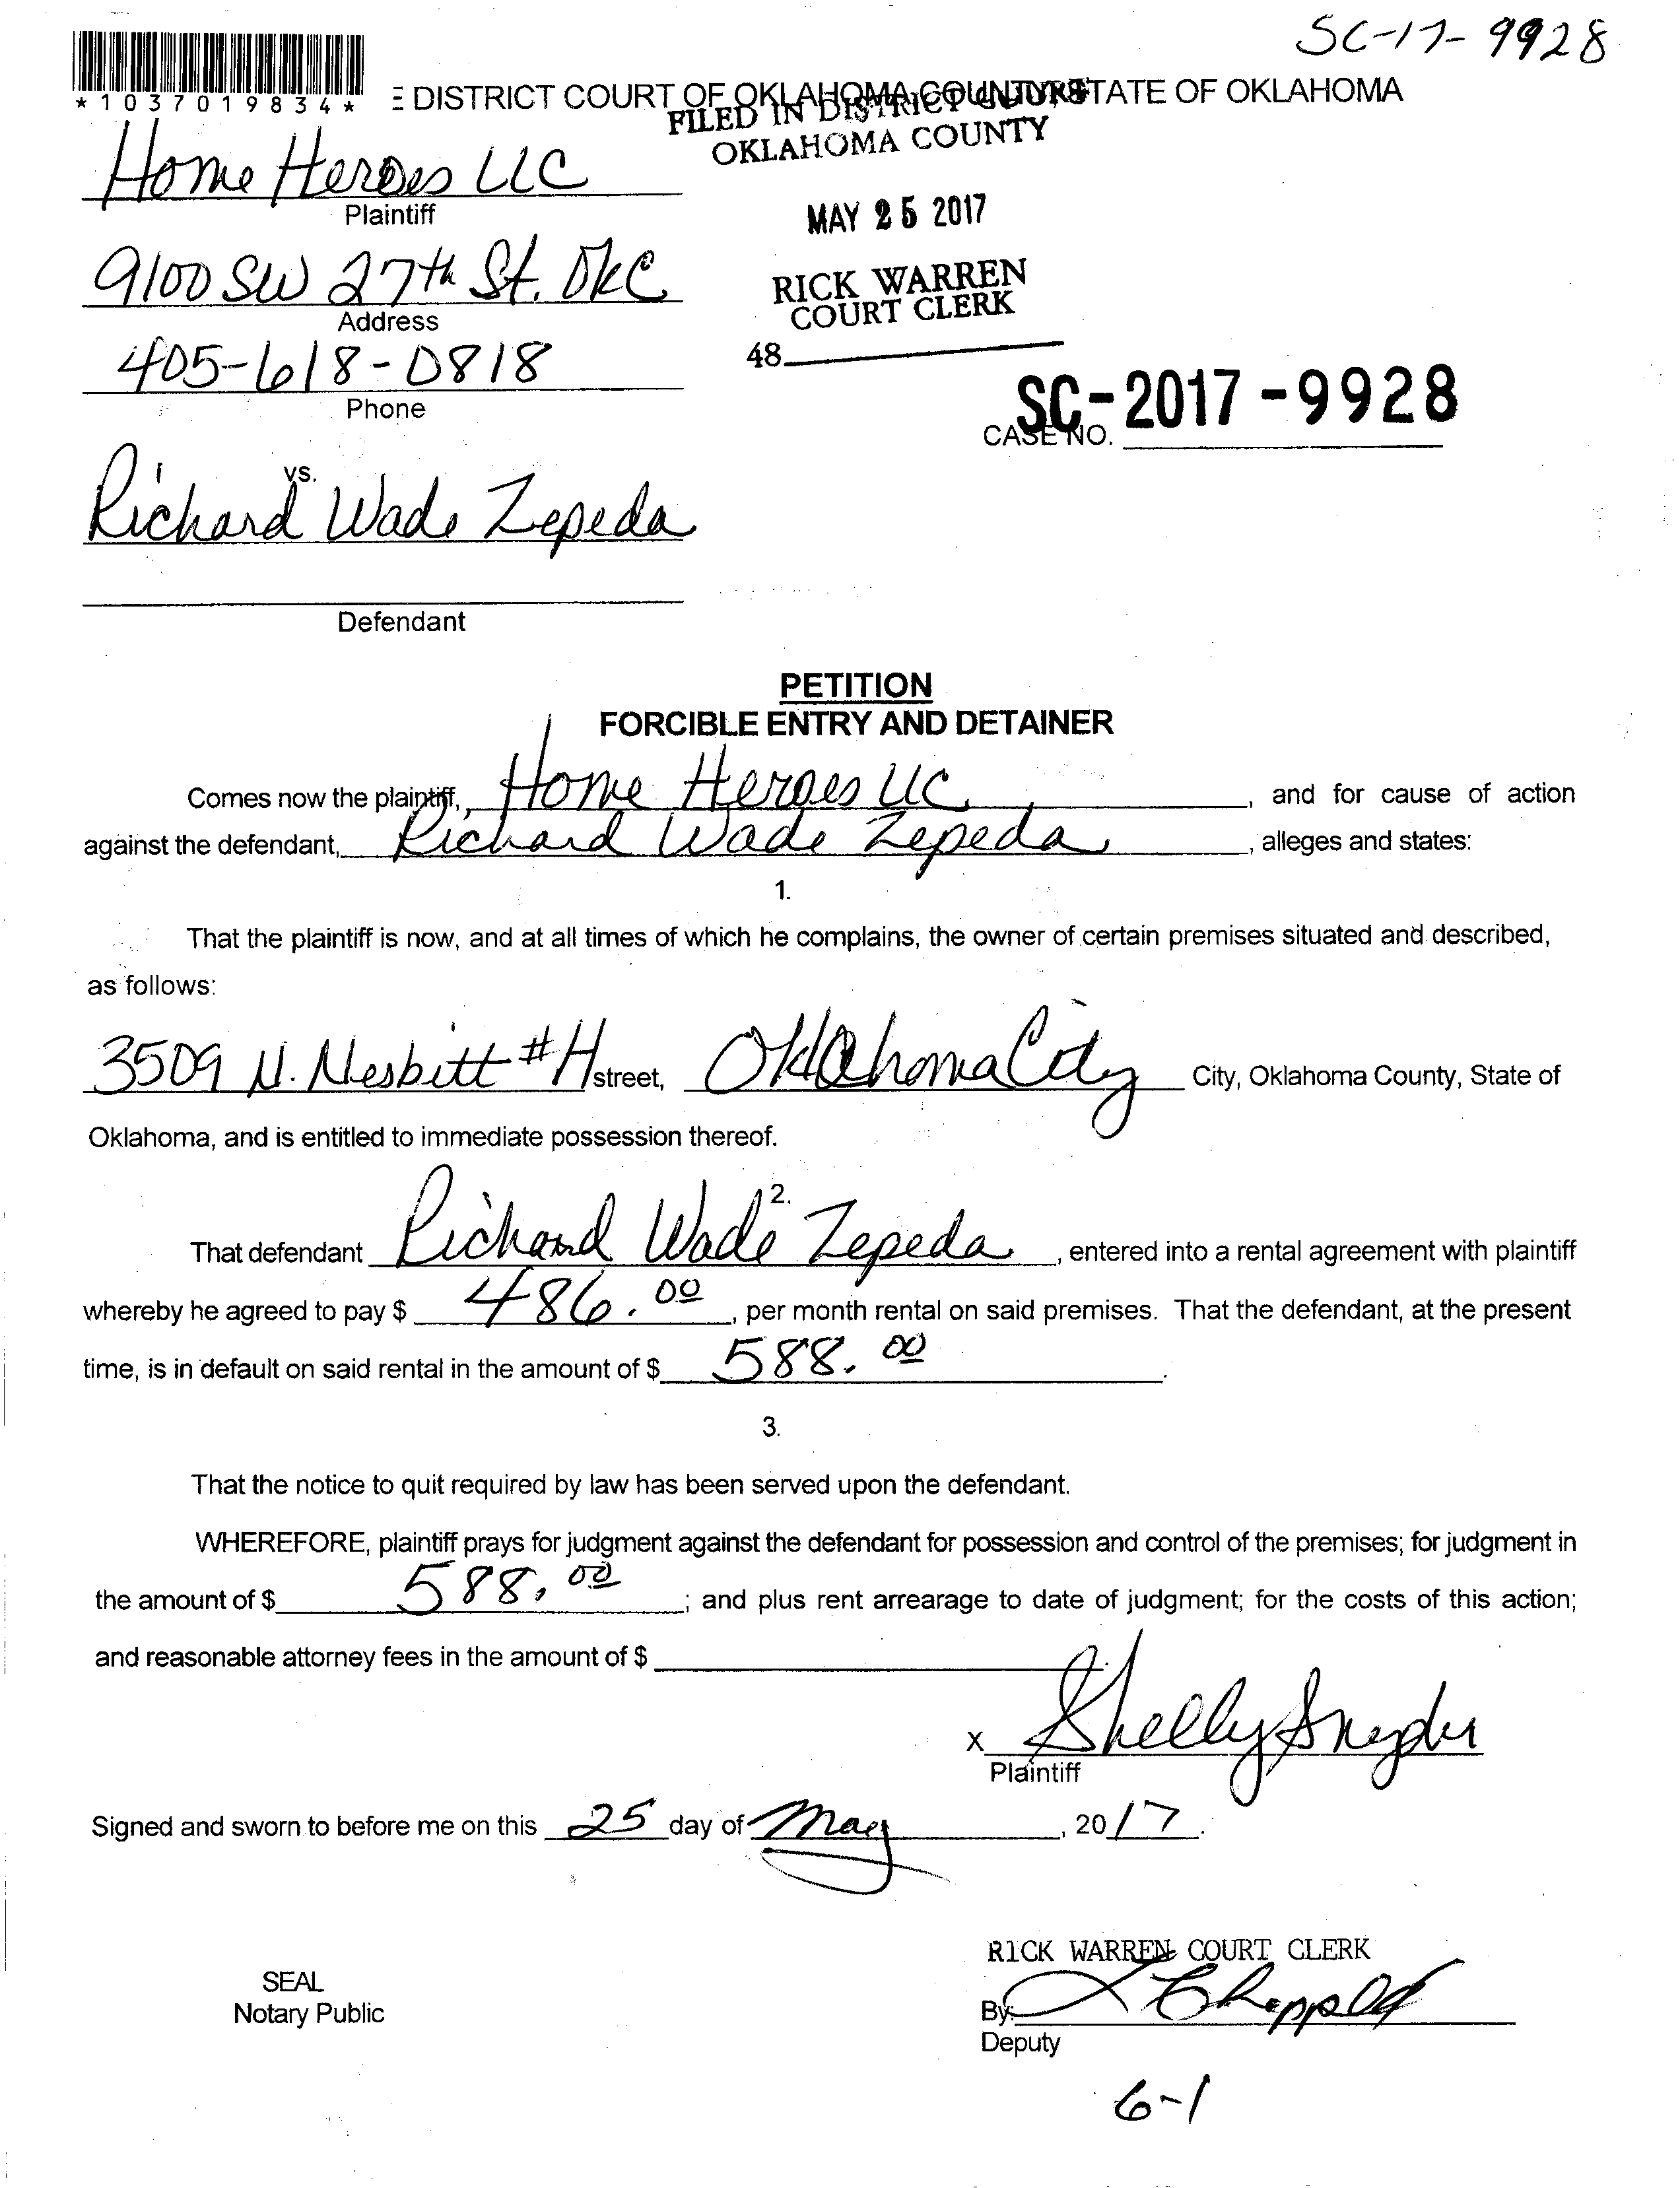 SC-17-9928
*1037019834*
E DISTRICT COURT OF OKLAHOMA COUNTY, STATE OF OKLAHOMA
FILED IN DISTRICT COURT
OKLAHOMA COUNTY
Home Heroes LLC
Plaintiff
MAY 25 2017
9100 SW 27th St. OKC
Address
RICK WARREN
COURT CLERK
405-618-0818
Phone
48
SC-2017-9928
CASE NO.
vs.
Richard Wade Zepeda
Defendant
PETITION
FORCIBLE ENTRY AND DETAINER
Comes now the plaintiff, Home Heroes LLC, and for cause of action
against the defendant, Richard Wade Zepeda, alleges and states:
1.
That the plaintiff is now, and at all times of which he complains, the owner of certain premises situated and described,
as follows:
3509 N. Nesbitt #H street, Oklahoma City City, Oklahoma County, State of
Oklahoma, and is entitled to immediate possession thereof.
2.
That defendant Richard Wade Zepeda, entered into a rental agreement with plaintiff
whereby he agreed to pay $ 486.00, per month rental on said premises. That the defendant, at the present
time, is in default on said rental in the amount of $ 588.00.
3.
That the notice to quit required by law has been served upon the defendant.
WHEREFORE, plaintiff prays for judgment against the defendant for possession and control of the premises; for judgment in
the amount of $ 588.00; and plus rent arrearage to date of judgment; for the costs of this action;
and reasonable attorney fees in the amount of $
X Shelly Snyder
Plaintiff
Signed and sworn to before me on this 25 day of May, 2017.
RICK WARREN COURT CLERK
SEAL
Notary Public
By:
Deputy
6-1